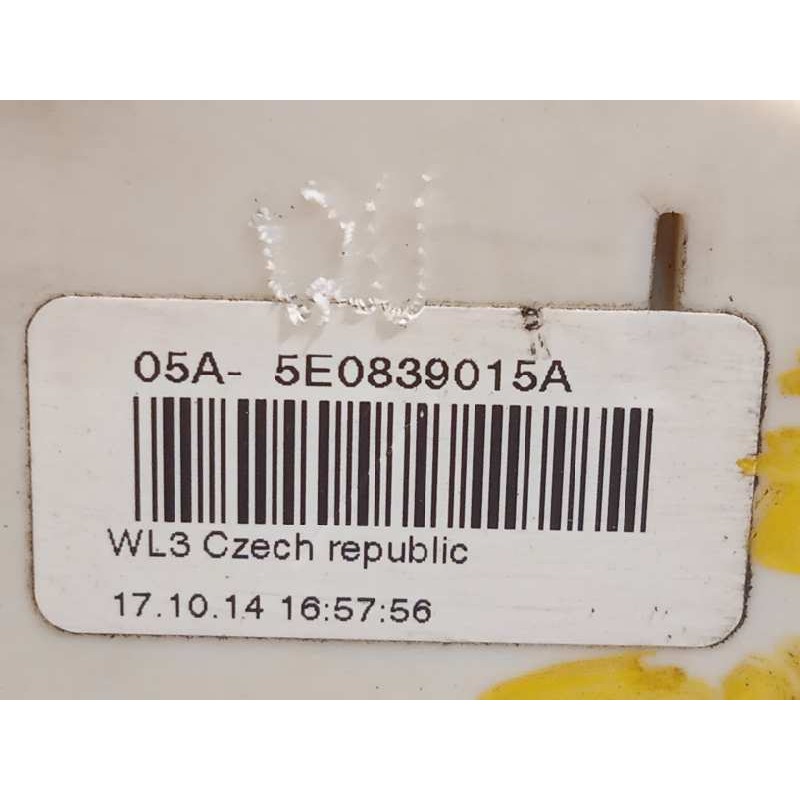 05A- 5E0839015A
WL3 Czech republic
17.10.14 16:57:56